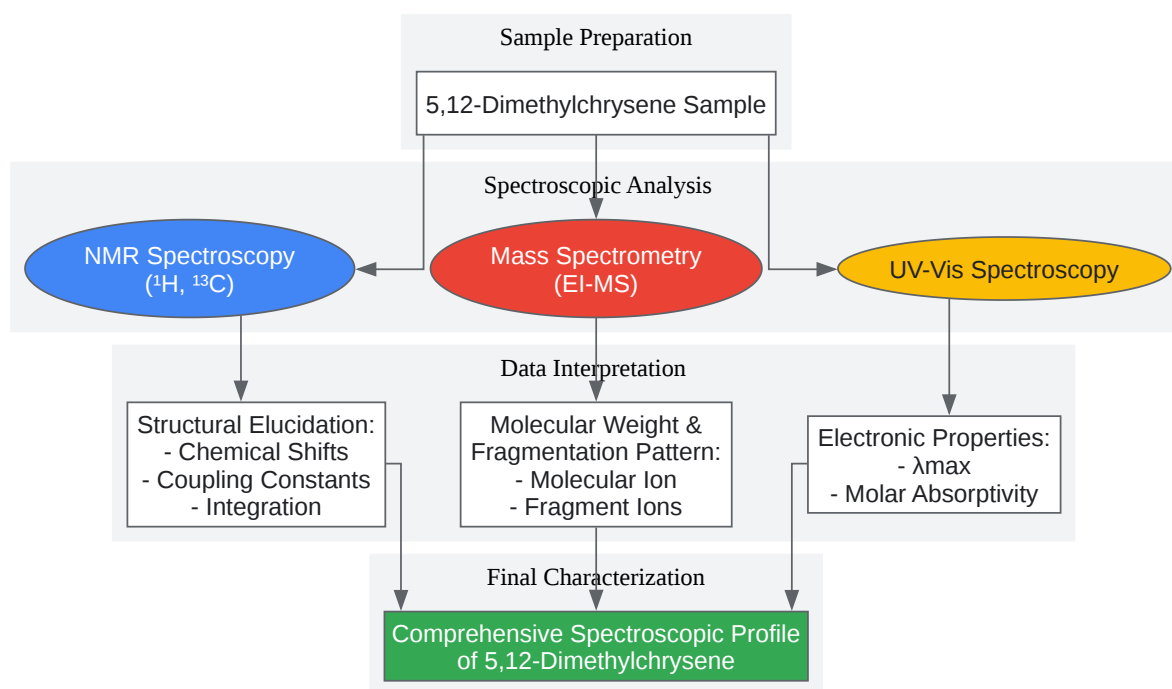 Sample Preparation
5,12-Dimethylchrysene Sample
Spectroscopic Analysis
NMR Spectroscopy
(¹H, ¹³C)
Mass Spectrometry
(EI-MS)
UV-Vis Spectroscopy
Data Interpretation
Structural Elucidation:
- Chemical Shifts
- Coupling Constants
- Integration
Molecular Weight &
Fragmentation Pattern:
- Molecular Ion
- Fragment Ions
Electronic Properties:
- λmax
- Molar Absorptivity
Final Characterization
Comprehensive Spectroscopic Profile
of 5,12-Dimethylchrysene